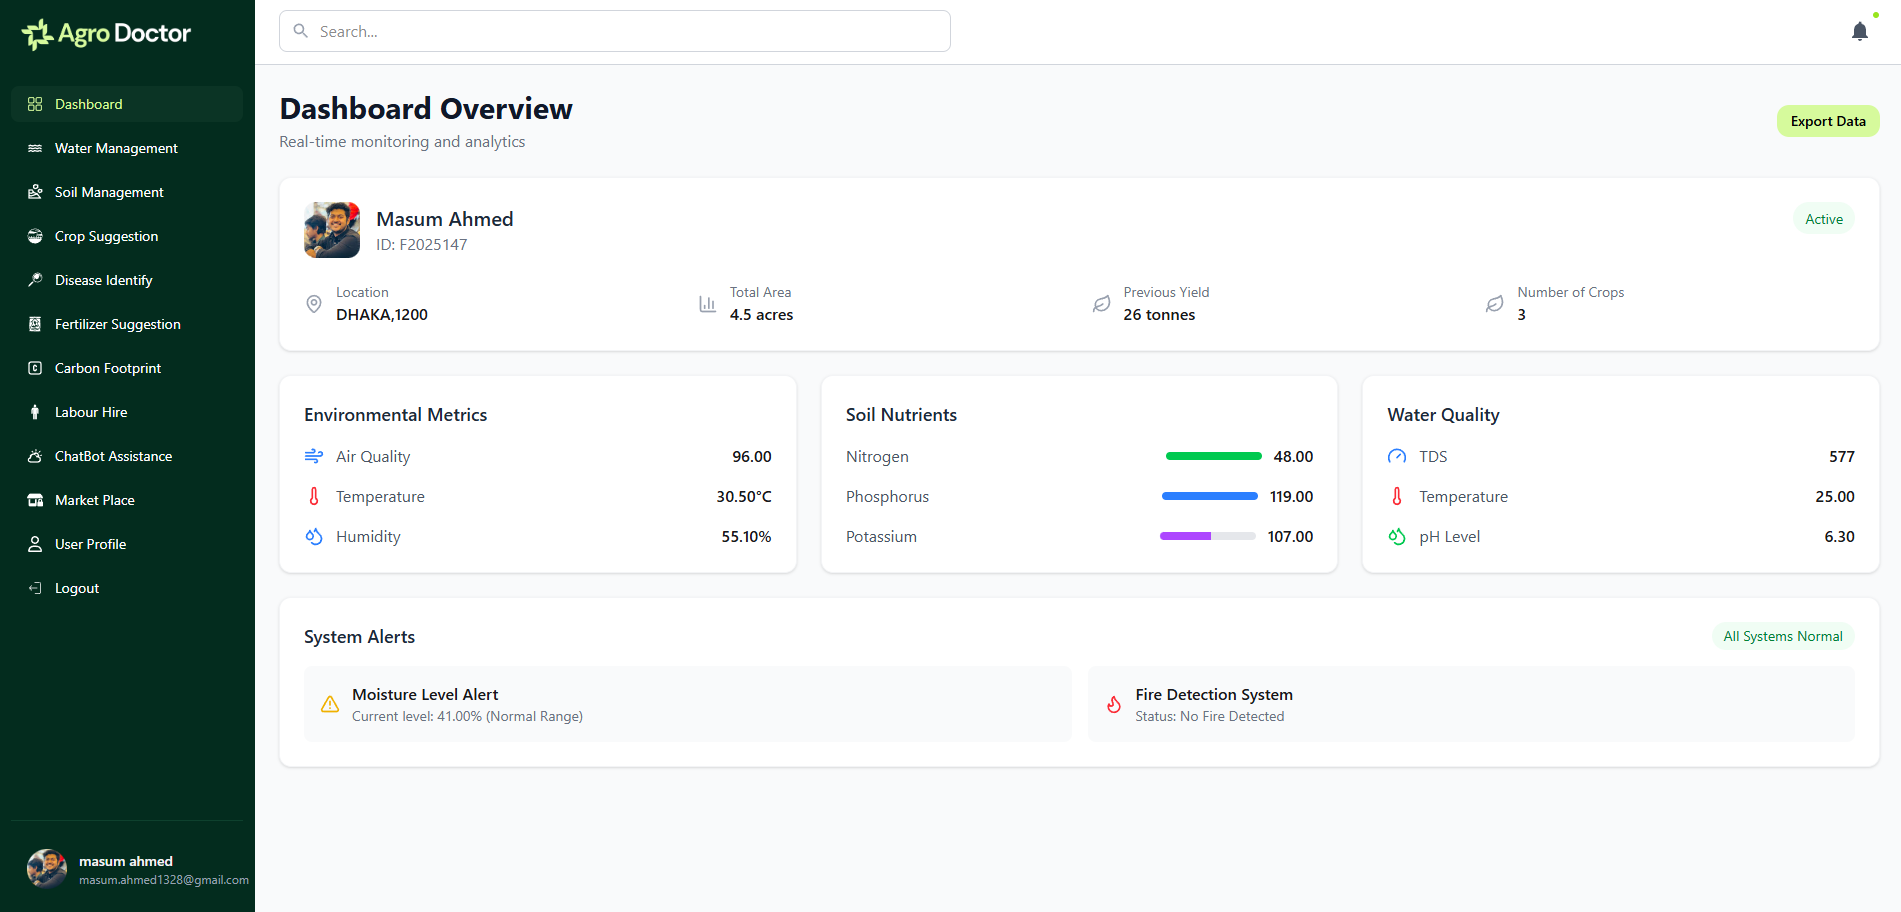 Agro Doctor
Search...
Dashboard
Water Management
Soil Management
Crop Suggestion
Disease Identify
Fertilizer Suggestion
Carbon Footprint
Labour Hire
ChatBot Assistance
Market Place
User Profile
Logout
masum ahmed
masum.ahmed1328@gmail.com
Dashboard Overview
Real-time monitoring and analytics
Export Data
Masum Ahmed
ID: F2025147
Active
Location
DHAKA,1200
Total Area
4.5 acres
Previous Yield
26 tonnes
Number of Crops
3
Environmental Metrics
Air Quality 96.00
Temperature 30.50°C
Humidity 55.10%
Soil Nutrients
Nitrogen 48.00
Phosphorus 119.00
Potassium 107.00
Water Quality
TDS 577
Temperature 25.00
pH Level 6.30
System Alerts
All Systems Normal
Moisture Level Alert
Current level: 41.00% (Normal Range)
Fire Detection System
Status: No Fire Detected